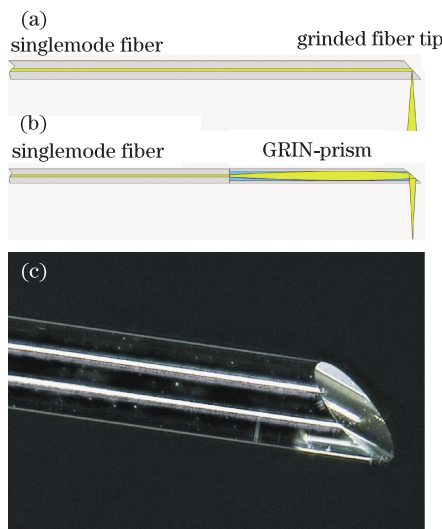 (a)
singlemode fiber grinded fiber tip
(b)
singlemode fiber GRIN-prism
(c)